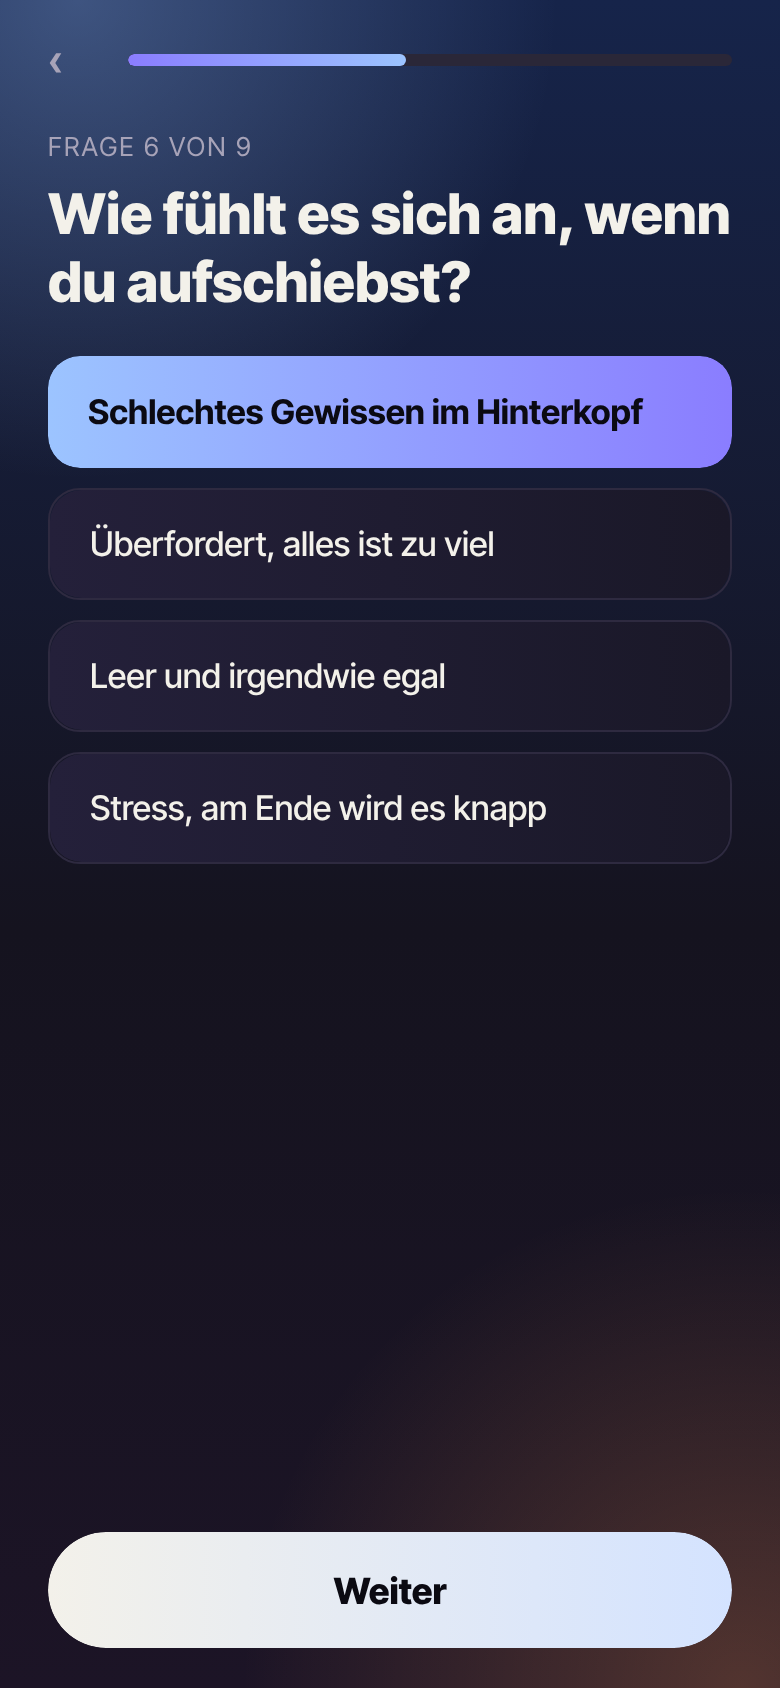 FRAGE 6 VON 9
Wie fühlt es sich an, wenn
du aufschiebst?
Schlechtes Gewissen im Hinterkopf
Überfordert, alles ist zu viel
Leer und irgendwie egal
Stress, am Ende wird es knapp
Weiter